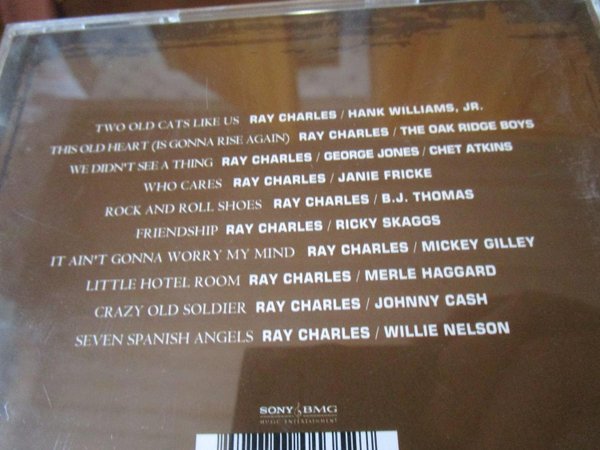 TWO OLD CATS LIKE US RAY CHARLES / HANK WILLIAMS, JR.
THIS OLD HEART (IS GONNA RISE AGAIN) RAY CHARLES / THE OAK RIDGE BOYS
WE DIDN'T SEE A THING RAY CHARLES / GEORGE JONES / CHET ATKINS
WHO CARES RAY CHARLES / JANIE FRICKE
ROCK AND ROLL SHOES RAY CHARLES / B.J. THOMAS
FRIENDSHIP RAY CHARLES / RICKY SKAGGS
IT AIN'T GONNA WORRY MY MIND RAY CHARLES / MICKEY GILLEY
LITTLE HOTEL ROOM RAY CHARLES / MERLE HAGGARD
CRAZY OLD SOLDIER RAY CHARLES / JOHNNY CASH
SEVEN SPANISH ANGELS RAY CHARLES / WILLIE NELSON
SONY BMG
MUSIC ENTERTAINMENT